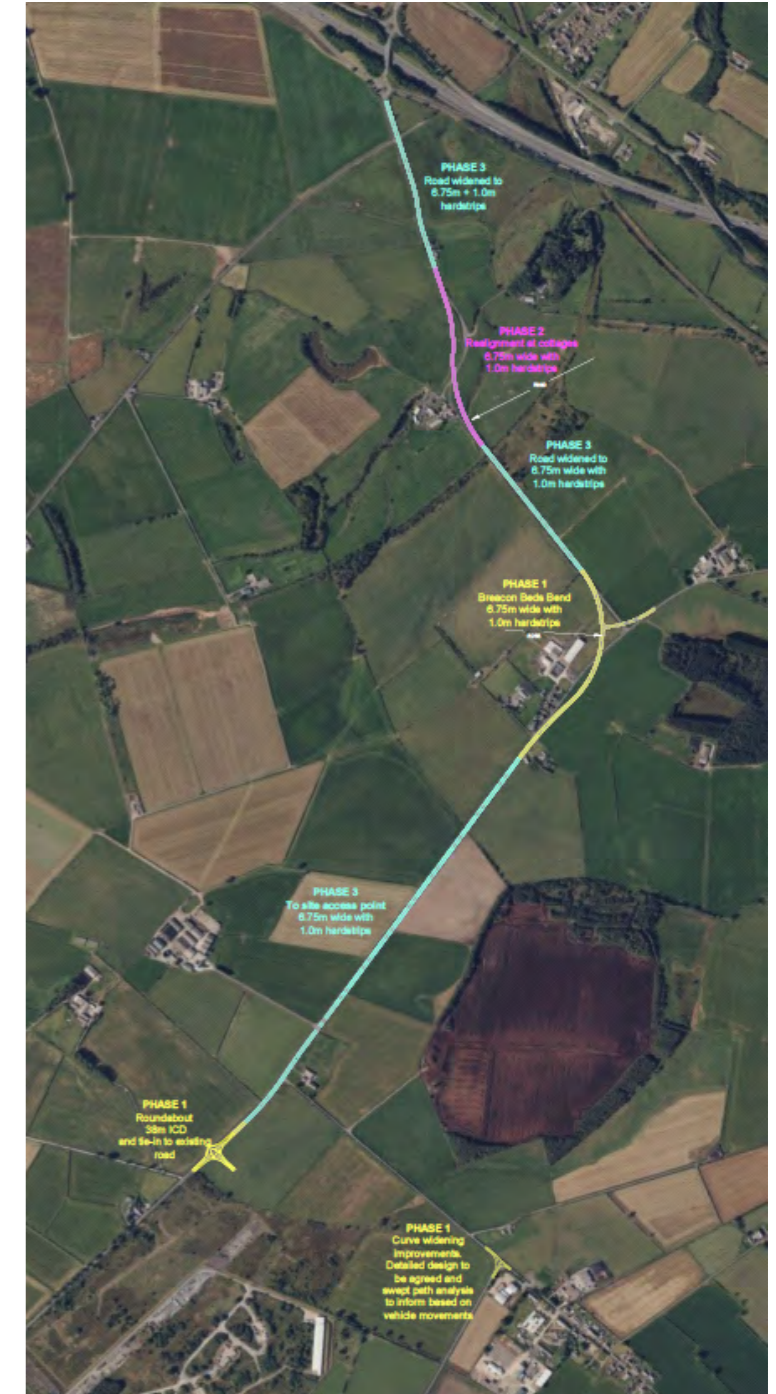 PHASE 3
Road widened to
6.75m + 1.0m
hardstrips
PHASE 2
Realignment at cottages
6.75m wide with
1.0m hardstrips
PHASE 3
Road widened to
6.75m wide with
1.0m hardstrips
PHASE 1
Breacon Beds Bend
6.75m wide with
1.0m hardstrips
PHASE 3
To site access point
6.75m wide with
1.0m hardstrips
PHASE 1
Roundabout
38m ICD
and tie-in to existing
road
PHASE 1
Curve widening
improvements.
Detailed design to
be agreed and
swept path analysis
to inform based on
vehicle movements